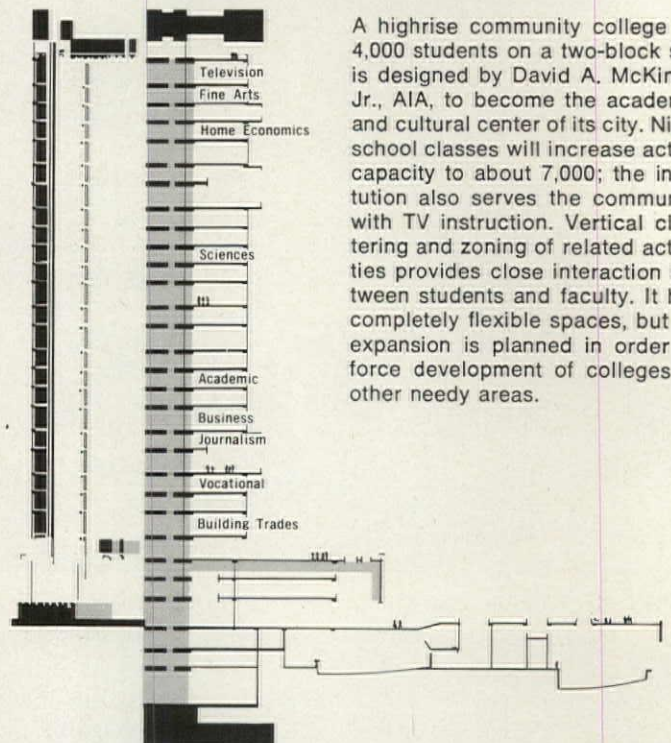 Television
Fine Arts
Home Economics
Sciences
Academic
Business
Journalism
Vocational
Building Trades
A highrise community college
4,000 students on a two-block s
is designed by David A. McKin
Jr., AIA, to become the academ
and cultural center of its city. Ni
school classes will increase act
capacity to about 7,000; the in
tution also serves the commun
with TV instruction. Vertical cl
tering and zoning of related act
ties provides close interaction
tween students and faculty. It h
completely flexible spaces, but
expansion is planned in order
force development of colleges
other needy areas.